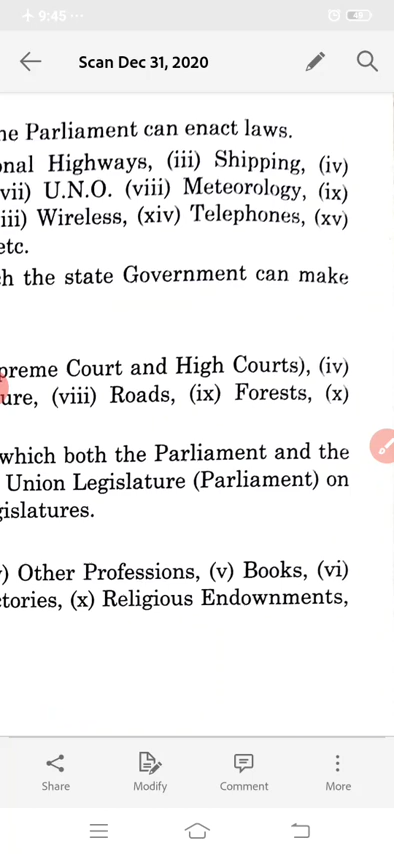 9:45 ···
49
Scan Dec 31, 2020
he Parliament can enact laws.
onal Highways, (iii) Shipping, (iv)
vii) U.N.O. (viii) Meteorology, (ix)
iii) Wireless, (xiv) Telephones, (xv)
etc.
ch the state Government can make
preme Court and High Courts), (iv)
ure, (viii) Roads, (ix) Forests, (x)
which both the Parliament and the
Union Legislature (Parliament) on
gislatures.
) Other Professions, (v) Books, (vi)
ctories, (x) Religious Endownments,
Share
Modify
Comment
More